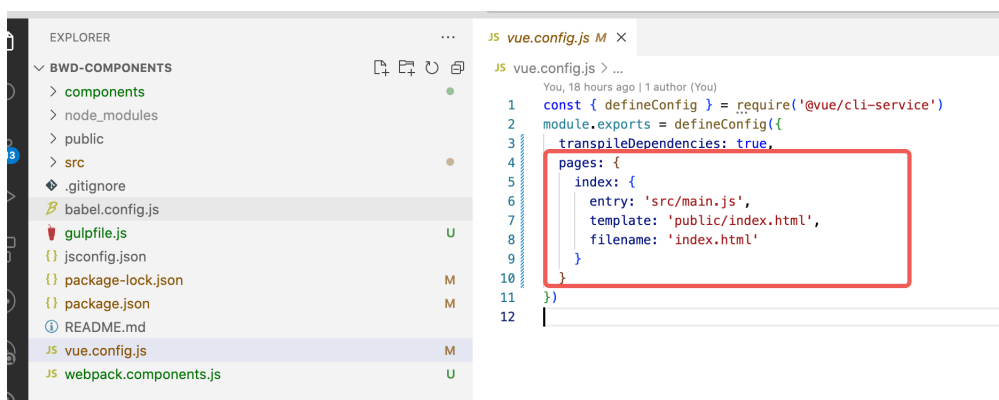 EXPLORER
...
BWD-COMPONENTS
components
node_modules
public
src
.gitignore
babel.config.js
gulpfile.js U
{} jsconfig.json
{} package-lock.json M
{} package.json M
README.md
JS vue.config.js M
JS webpack.components.js U
JS vue.config.js M
JS vue.config.js > ...
You, 18 hours ago | 1 author (You)
1 const { defineConfig } = require('@vue/cli-service')
2 module.exports = defineConfig({
3 transpileDependencies: true,
4 pages: {
5 index: {
6 entry: 'src/main.js',
7 template: 'public/index.html',
8 filename: 'index.html'
9 }
10 }
11 })
12